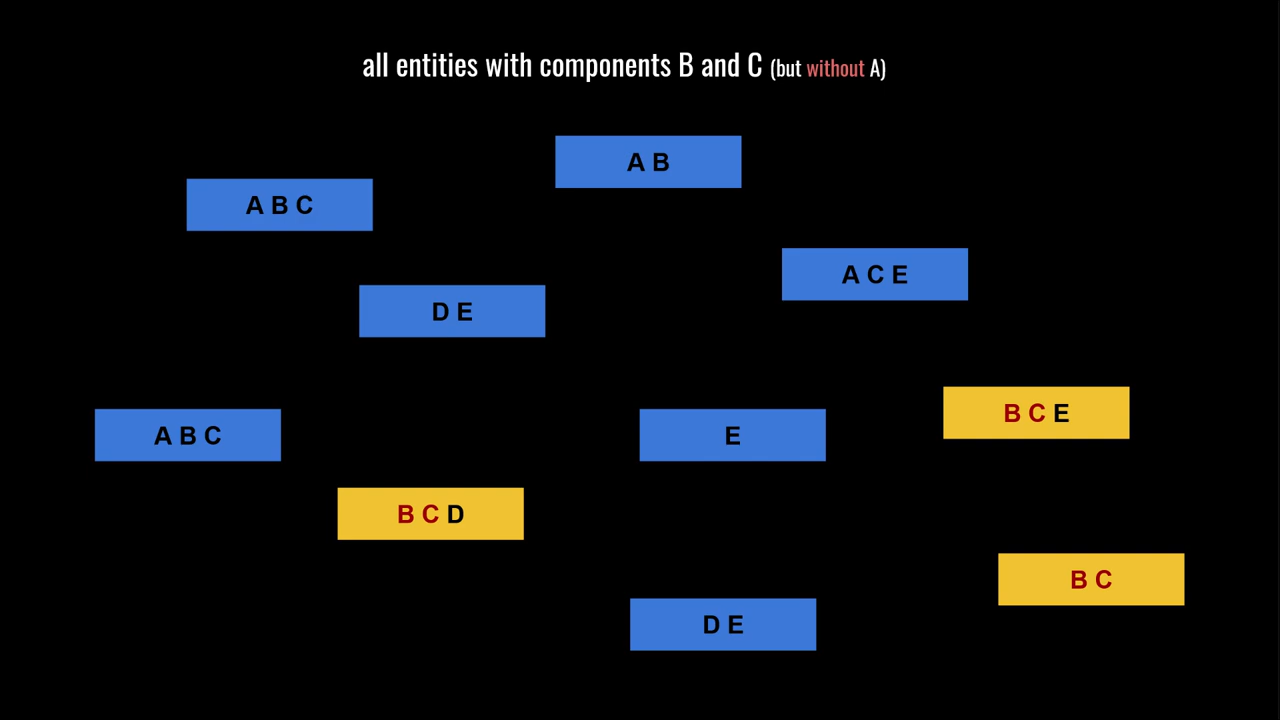 all entities with components B and C (but without A)
A B
A B C
A C E
D E
B C E
A B C
E
B C D
B C
D E